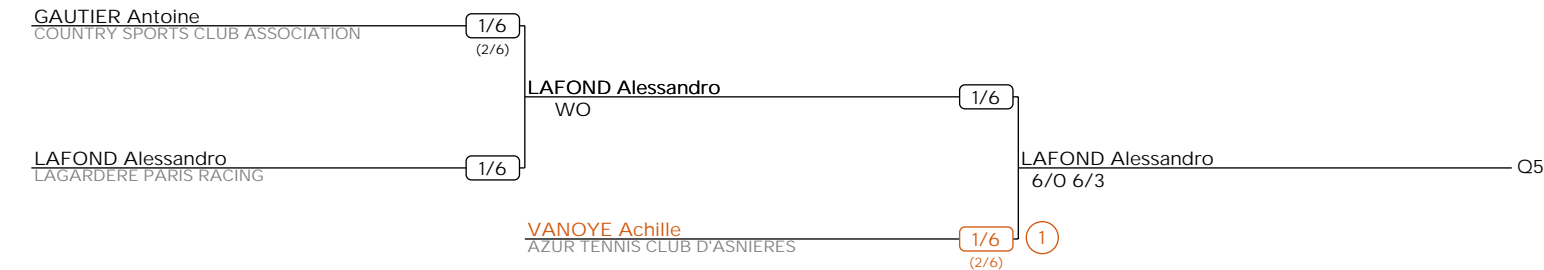 GAUTIER Antoine
COUNTRY SPORTS CLUB ASSOCIATION
1/6
(2/6)
LAFOND Alessandro
WO
1/6
LAFOND Alessandro
LAGARDERE PARIS RACING
1/6
LAFOND Alessandro
6/0 6/3
Q5
VANOYE Achille
AZUR TENNIS CLUB D'ASNIERES
1/6
(2/6)
1